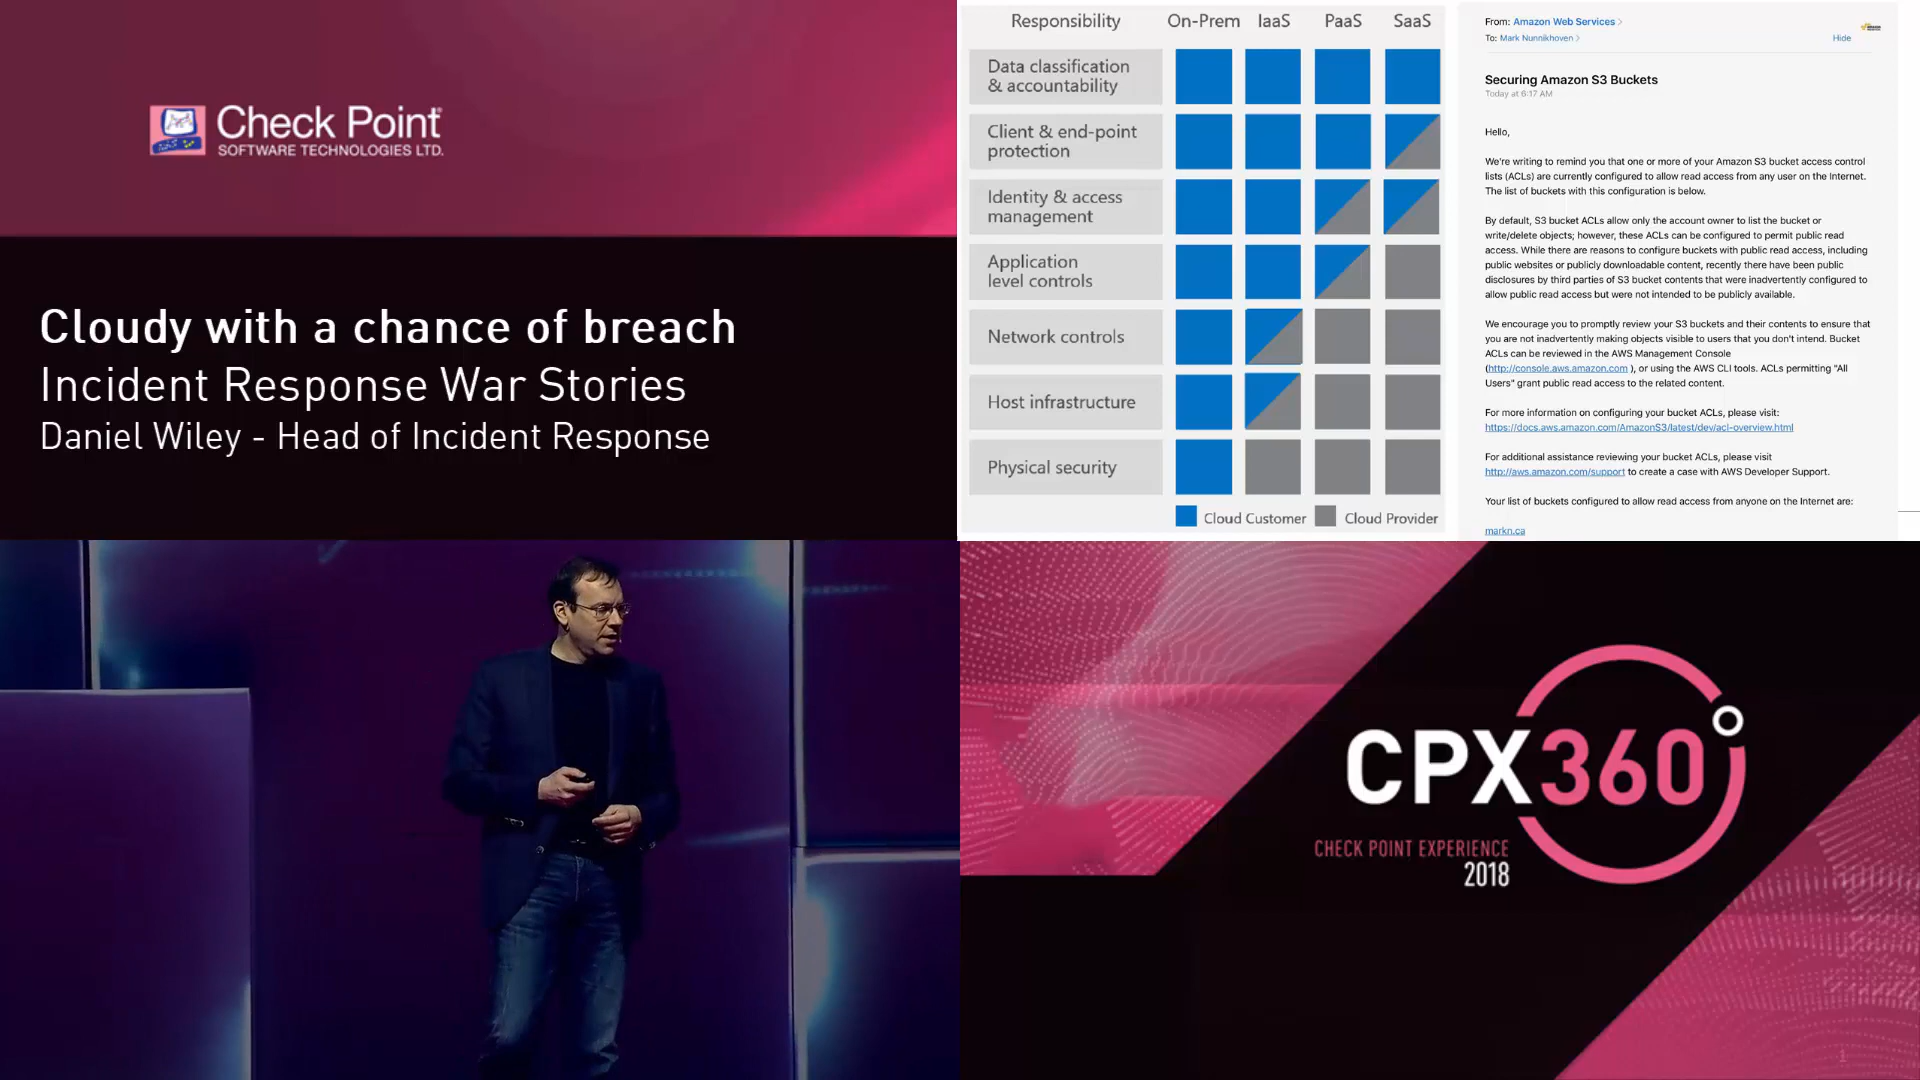 Check Point
SOFTWARE TECHNOLOGIES LTD.
Cloudy with a chance of breach
Incident Response War Stories
Daniel Wiley - Head of Incident Response
Responsibility On-Prem IaaS PaaS SaaS
Data classification
& accountability
Client & end-point
protection
Identity & access
management
Application
level controls
Network controls
Host infrastructure
Physical security
Cloud Customer Cloud Provider
From: Amazon Web Services
To: Mark Nunnikhoven
Hide
Securing Amazon S3 Buckets
Today at 6:17 AM
Hello,
We're writing to remind you that one or more of your Amazon S3 bucket access control
lists (ACLs) are currently configured to allow read access from any user on the Internet.
The list of buckets with this configuration is below.
By default, S3 bucket ACLs allow only the account owner to list the bucket or
write/delete objects; however, these ACLs can be configured to permit public read
access. While there are reasons to configure buckets with public read access, including
public websites or publicly downloadable content, recently there have been public
disclosures by third parties of S3 bucket contents that were inadvertently configured to
allow public read access but were not intended to be publicly available.
We encourage you to promptly review your S3 buckets and their contents to ensure that
you are not inadvertently making objects visible to users that you don't intend. Bucket
ACLs can be reviewed in the AWS Management Console
(http://console.aws.amazon.com ), or using the AWS CLI tools. ACLs permitting "All
Users" grant public read access to the related content.
For more information on configuring your bucket ACLs, please visit:
https://docs.aws.amazon.com/AmazonS3/latest/dev/acl-overview.html
For additional assistance reviewing your bucket ACLs, please visit
http://aws.amazon.com/support to create a case with AWS Developer Support.
Your list of buckets configured to allow read access from anyone on the Internet are:
markn.ca
CPX360
CHECK POINT EXPERIENCE
2018
1